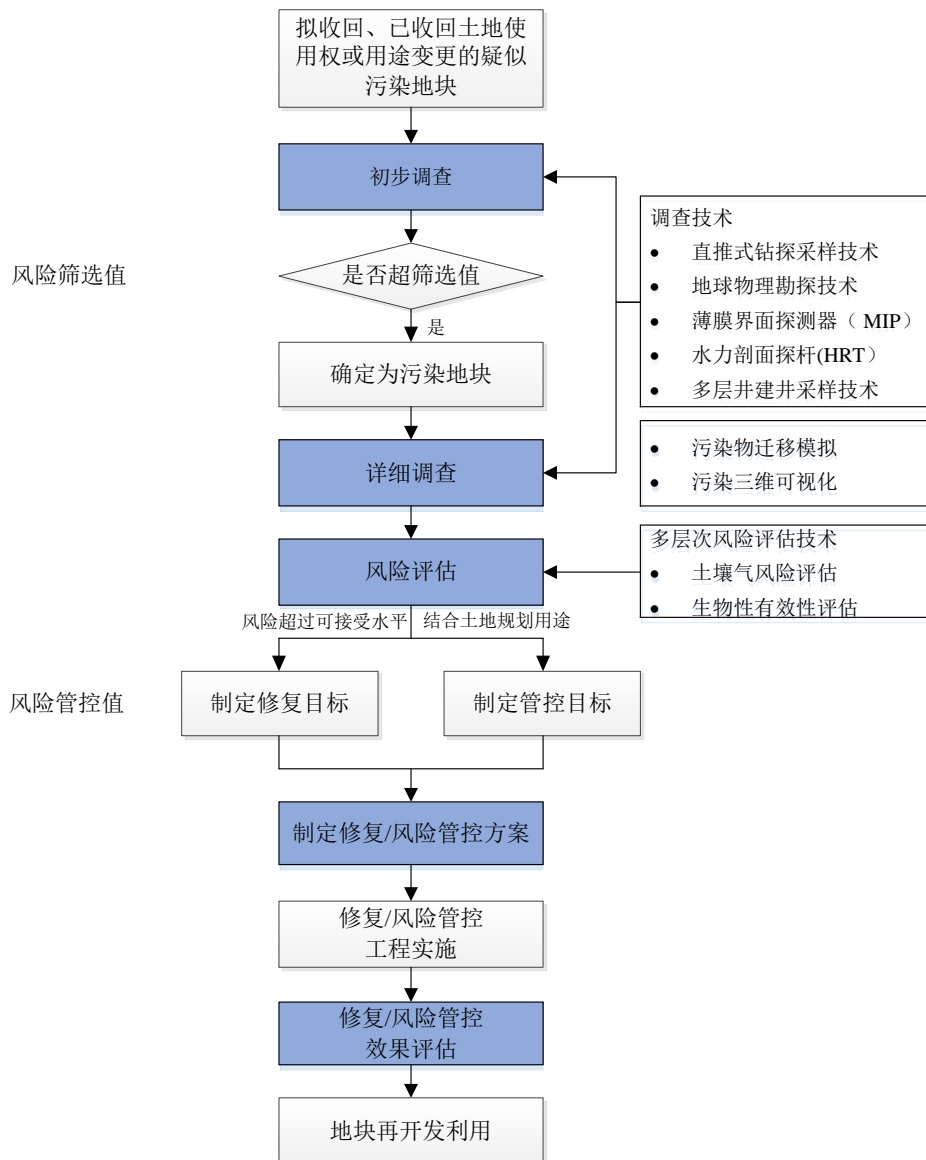 拟收回、已收回土地使
用权或用途变更的疑似
污染地块
初步调查
风险筛选值
是否超筛选值
是
确定为污染地块
详细调查
风险评估
风险超过可接受水平
结合土地规划用途
风险管控值
制定修复目标
制定管控目标
制定修复/风险管控方案
修复/风险管控
工程实施
修复/风险管控
效果评估
地块再开发利用
调查技术
● 直推式钻探采样技术
● 地球物理勘探技术
● 薄膜界面探测器（ MIP）
● 水力剖面探杆(HRT）
● 多层井建井采样技术
● 污染物迁移模拟
● 污染三维可视化
多层次风险评估技术
● 土壤气风险评估
● 生物性有效性评估